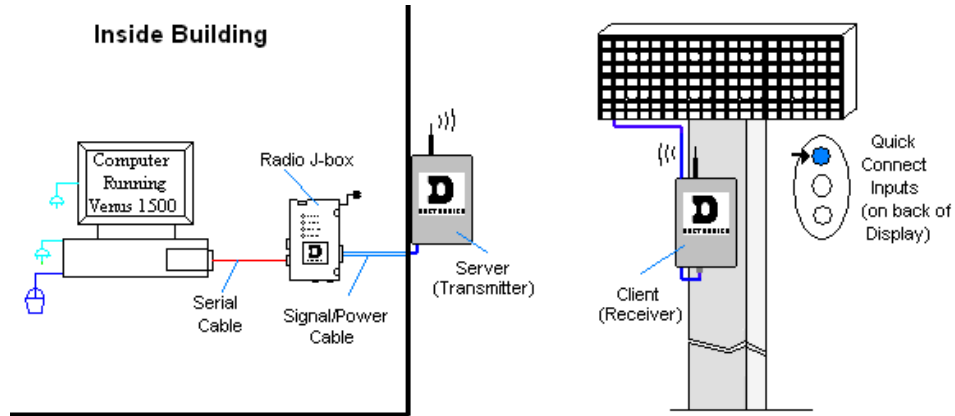 Inside Building
Computer
Running
Venus 1500
Radio J-box
Serial
Cable
Signal/Power
Cable
D
Server
(Transmitter)
D
Client
(Receiver)
Quick
Connect
Inputs
(on back of
Display)
D